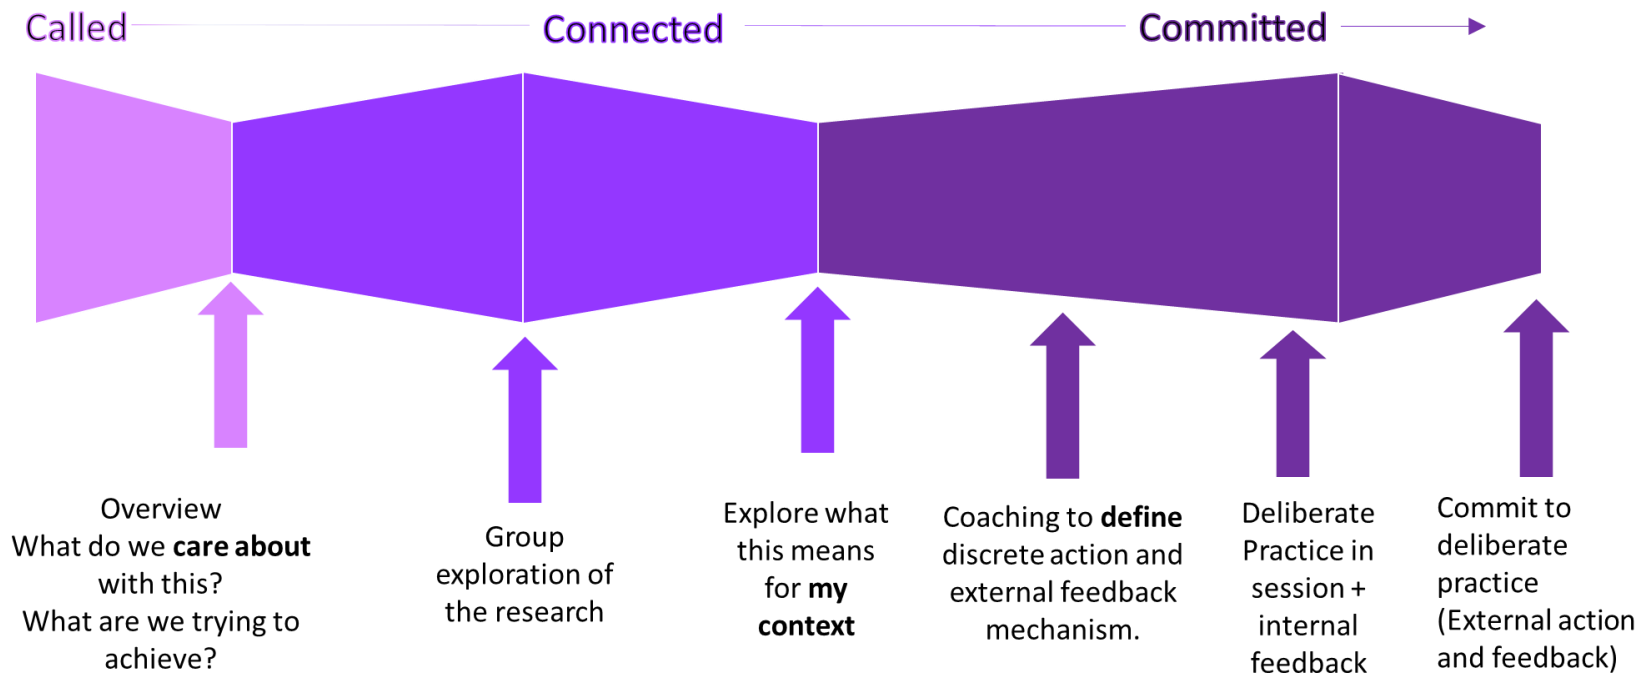 Called
Connected
Committed
Overview
What do we care about
with this?
What are we trying to
achieve?
Group
exploration of
the research
Explore what
this means
for my
context
Coaching to define
discrete action and
external feedback
mechanism.
Deliberate
Practice in
session +
internal
feedback
Commit to
deliberate
practice
(External action
and feedback)